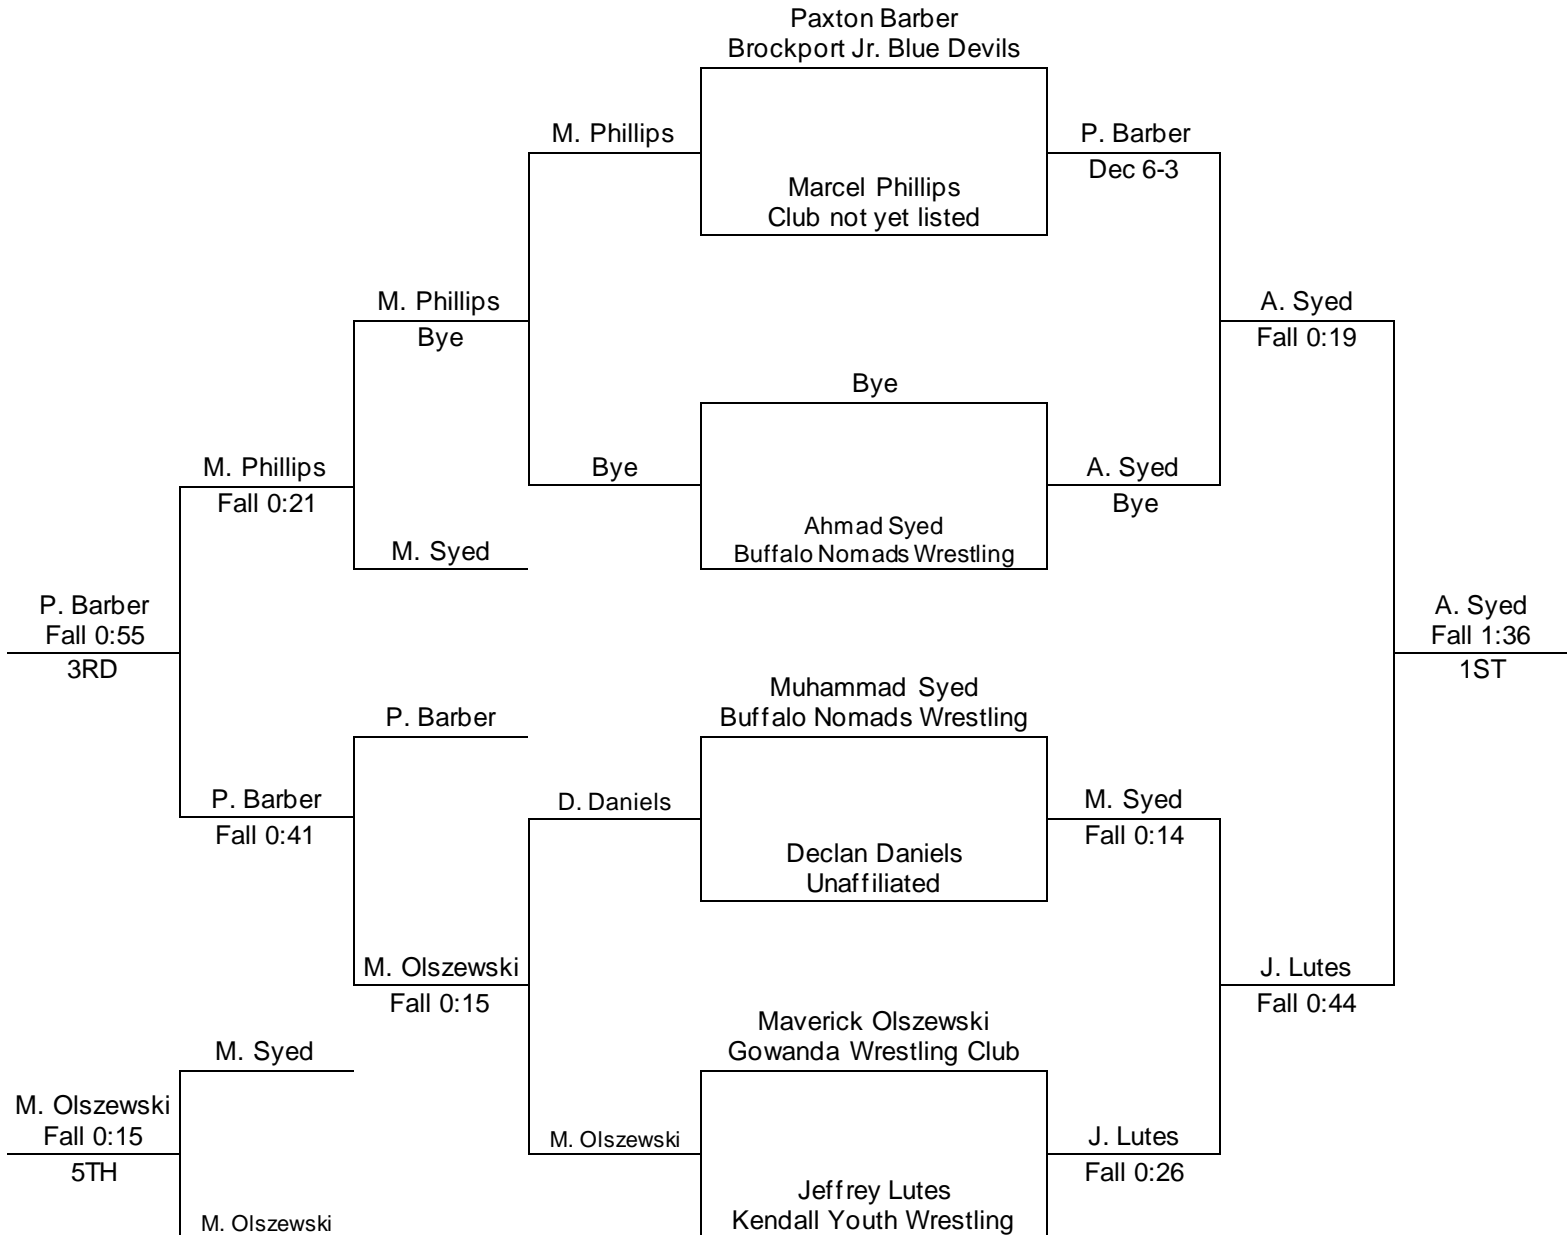 Paxton Barber
Brockport Jr. Blue Devils
M. Phillips
P. Barber
Dec 6-3
Marcel Phillips
Club not yet listed
M. Phillips
Bye
A. Syed
Fall 0:19
Bye
M. Phillips
Fall 0:21
Bye
A. Syed
Bye
Ahmad Syed
Buffalo Nomads Wrestling
M. Syed
P. Barber
Fall 0:55
3RD
A. Syed
Fall 1:36
1ST
Muhammad Syed
Buffalo Nomads Wrestling
P. Barber
P. Barber
Fall 0:41
D. Daniels
M. Syed
Fall 0:14
Declan Daniels
Unaffiliated
M. Olszewski
Fall 0:15
J. Lutes
Fall 0:44
Maverick Olszewski
Gowanda Wrestling Club
M. Syed
M. Olszewski
Fall 0:15
5TH
M. Olszewski
J. Lutes
Fall 0:26
Jeffrey Lutes
Kendall Youth Wrestling
M. Olszewski